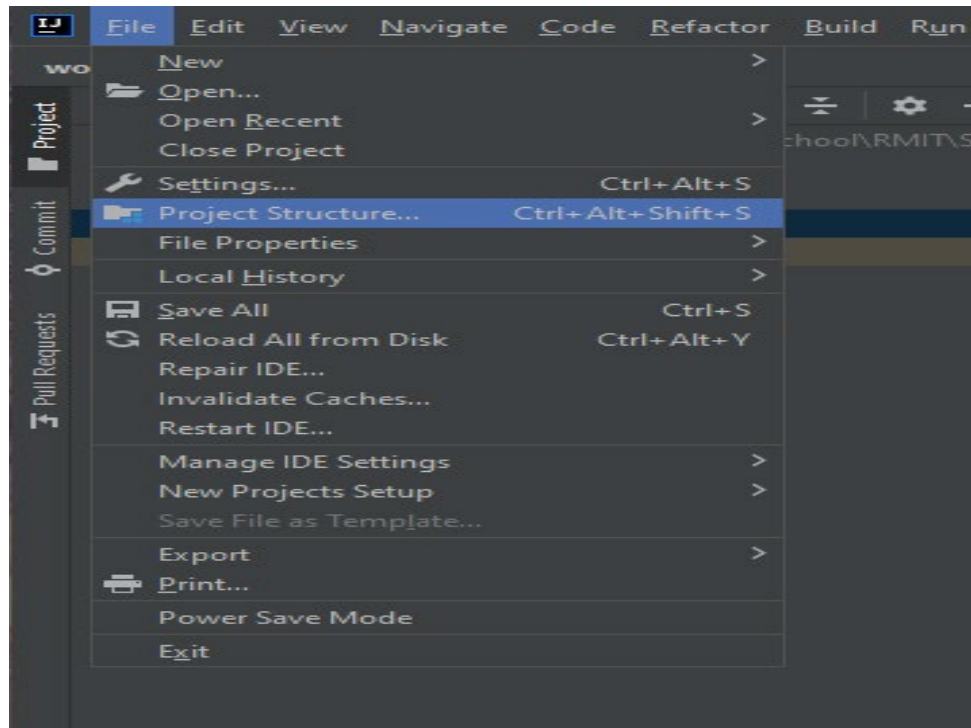 IJ File Edit View Navigate Code Refactor Build Run
wo
New >
Open...
Open Recent >
chool\RMIT\S
Close Project
Settings... Ctrl+Alt+S
Project Structure... Ctrl+Alt+Shift+S
File Properties >
Local History >
Save All Ctrl+S
Reload All from Disk Ctrl+Alt+Y
Repair IDE...
Invalidate Caches...
Restart IDE...
Manage IDE Settings >
New Projects Setup >
Save File as Template...
Export >
Print...
Power Save Mode
Exit
Project
Commit
Pull Requests